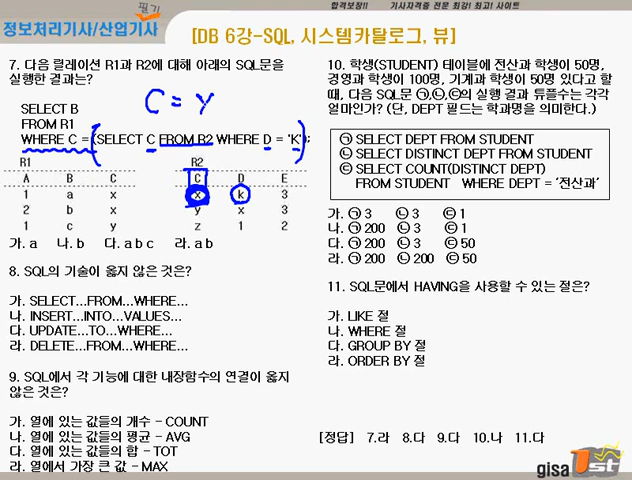 합격보장!! 기사자격증 전문 최강! 최고! 사이트
정보처리기사/산업기사 필기
[DB 6강-SQL, 시스템카탈로그, 뷰]
7. 다음 릴레이션 R1과 R2에 대해 아래의 SQL문을
실행한 결과는?
C = y
SELECT B
FROM R1
WHERE C = (SELECT C FROM R2 WHERE D = 'K');
R1 R2
A B C C D E
1 a x x k 3
2 b x y x 3
1 c y z 1 2
가. a 나. b 다. a b c 라. a b
8. SQL의 기술이 옳지 않은 것은?
가. SELECT...FROM...WHERE...
나. INSERT...INTO...VALUES...
다. UPDATE...TO...WHERE...
라. DELETE...FROM...WHERE...
9. SQL에서 각 기능에 대한 내장함수의 연결이 옳지
않은 것은?
가. 열에 있는 값들의 개수 - COUNT
나. 열에 있는 값들의 평균 - AVG
다. 열에 있는 값들의 합 - TOT
라. 열에서 가장 큰 값 - MAX
10. 학생(STUDENT) 테이블에 전산과 학생이 50명,
경영과 학생이 100명, 기계과 학생이 50명 있다고 할
때, 다음 SQL문 ㉠,㉡,㉢의 실행 결과 튜플수는 각각
얼마인가? (단, DEPT 필드는 학과명을 의미한다.)
㉠ SELECT DEPT FROM STUDENT
㉡ SELECT DISTINCT DEPT FROM STUDENT
㉢ SELECT COUNT(DISTINCT DEPT)
FROM STUDENT WHERE DEPT = '전산과'
가. ㉠ 3 ㉡ 3 ㉢ 1
나. ㉠ 200 ㉡ 3 ㉢ 1
다. ㉠ 200 ㉡ 3 ㉢ 50
라. ㉠ 200 ㉡ 200 ㉢ 50
11. SQL문에서 HAVING을 사용할 수 있는 절은?
가. LIKE 절
나. WHERE 절
다. GROUP BY 절
라. ORDER BY 절
[정답] 7.라 8.다 9.다 10.나 11.다
gisa 1st